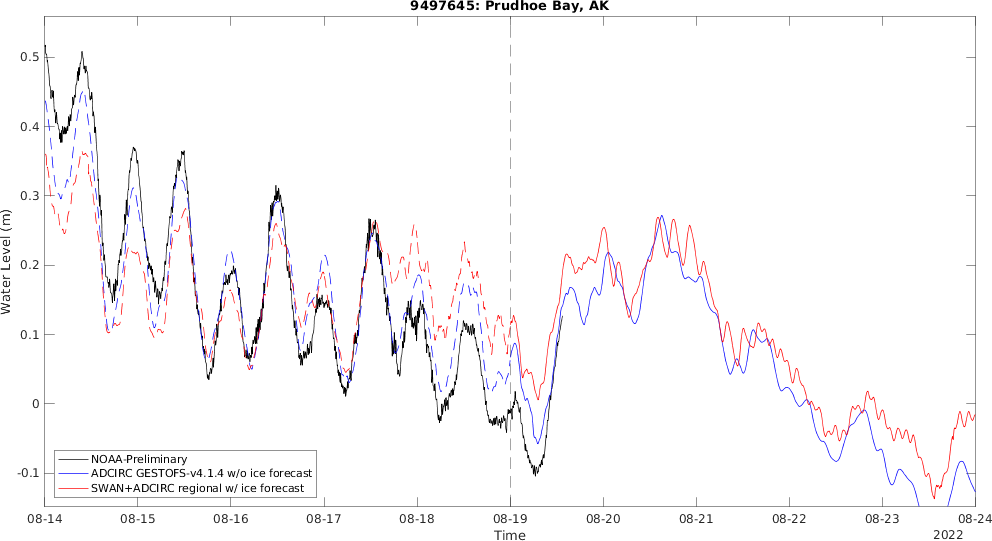 9497645: Prudhoe Bay, AK
0.5
0.4
0.3
0.2
0.1
0
-0.1
Water Level (m)
NOAA-Preliminary
ADCIRC GESTOFS-v4.1.4 w/o ice forecast
SWAN+ADCIRC regional w/ ice forecast
08-14 08-15 08-16 08-17 08-18 08-19 08-20 08-21 08-22 08-23 08-24
Time
2022